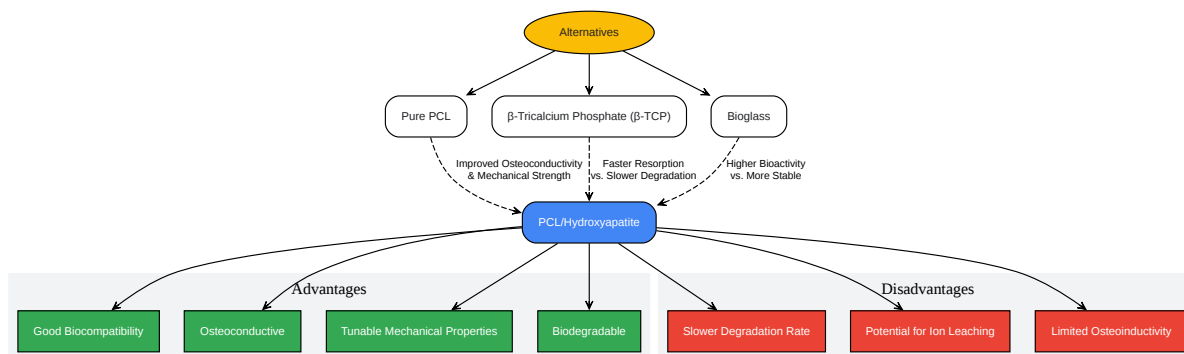 Alternatives
Pure PCL
β-Tricalcium Phosphate (β-TCP)
Bioglass
Improved Osteoconductivity
& Mechanical Strength
Faster Resorption
vs. Slower Degradation
Higher Bioactivity
vs. More Stable
PCL/Hydroxyapatite
Advantages
Disadvantages
Good Biocompatibility
Osteoconductive
Tunable Mechanical Properties
Biodegradable
Slower Degradation Rate
Potential for Ion Leaching
Limited Osteoinductivity